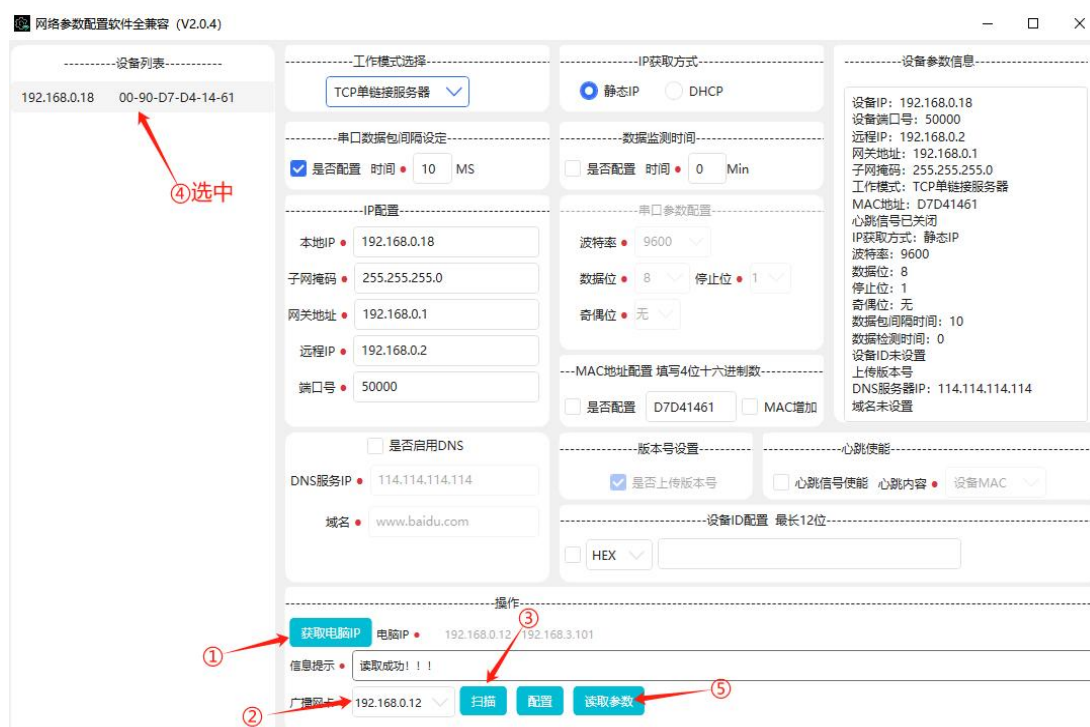 网络参数配置软件全兼容 (V2.0.4)
----------设备列表-----------
192.168.0.18 00-90-D7-D4-14-61
④选中
工作模式选择
TCP单链接服务器
IP获取方式
静态IP DHCP
串口数据包间隔设定
是否配置 时间 10 MS
数据监测时间
是否配置 时间 0 Min
IP配置
本地IP 192.168.0.18
子网掩码 255.255.255.0
网关地址 192.168.0.1
远程IP 192.168.0.2
端口号 50000
串口参数配置
波特率 9600
数据位 8 停止位 1
奇偶位 无
MAC地址配置 填写4位十六进制数
是否配置 D7D41461 MAC增加
设备参数信息
设备IP: 192.168.0.18
设备端口号: 50000
远程IP: 192.168.0.2
网关地址: 192.168.0.1
子网掩码: 255.255.255.0
工作模式: TCP单链接服务器
MAC地址: D7D41461
心跳信号已关闭
IP获取方式: 静态IP
波特率: 9600
数据位: 8
停止位: 1
奇偶位: 无
数据包间隔时间: 10
数据检测时间: 0
设备ID未设置
上传版本号
DNS服务器IP: 114.114.114.114
域名未设置
是否启用DNS
DNS服务IP 114.114.114.114
域名 www.baidu.com
版本号设置
是否上传版本号
心跳使能
心跳信号使能 心跳内容 设备MAC
设备ID配置 最长12位
HEX
操作
③
获取电脑IP 电脑IP 192.168.0.12 192.168.3.101
①
信息提示 读取成功!!!
广播网卡 192.168.0.12 扫描 配置 读取参数
⑤
②